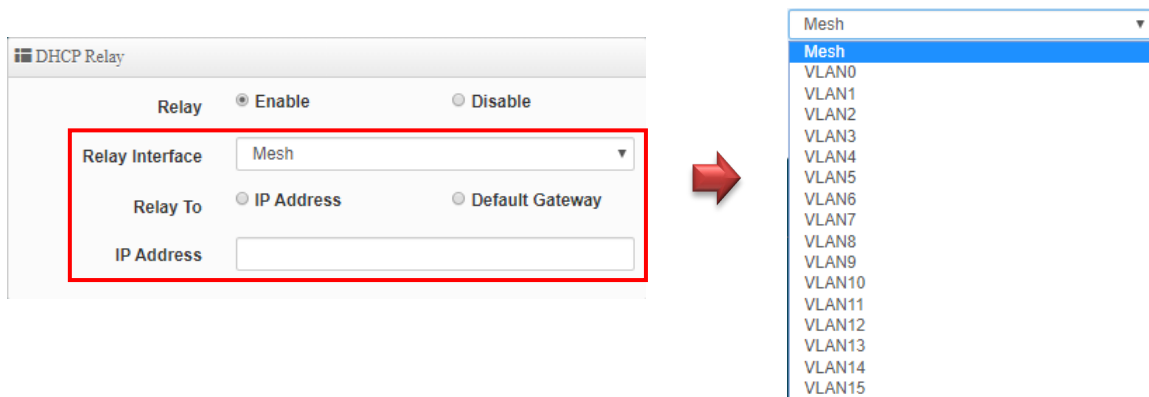 DHCP Relay
Relay Enable Disable
Relay Interface Mesh
Relay To IP Address Default Gateway
IP Address
Mesh
Mesh
VLAN0
VLAN1
VLAN2
VLAN3
VLAN4
VLAN5
VLAN6
VLAN7
VLAN8
VLAN9
VLAN10
VLAN11
VLAN12
VLAN13
VLAN14
VLAN15